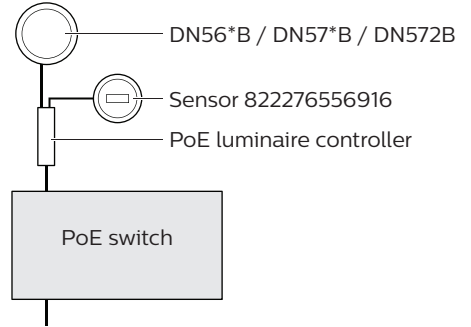 DN56*B / DN57*B / DN572B
Sensor 822276556916
PoE luminaire controller
PoE switch